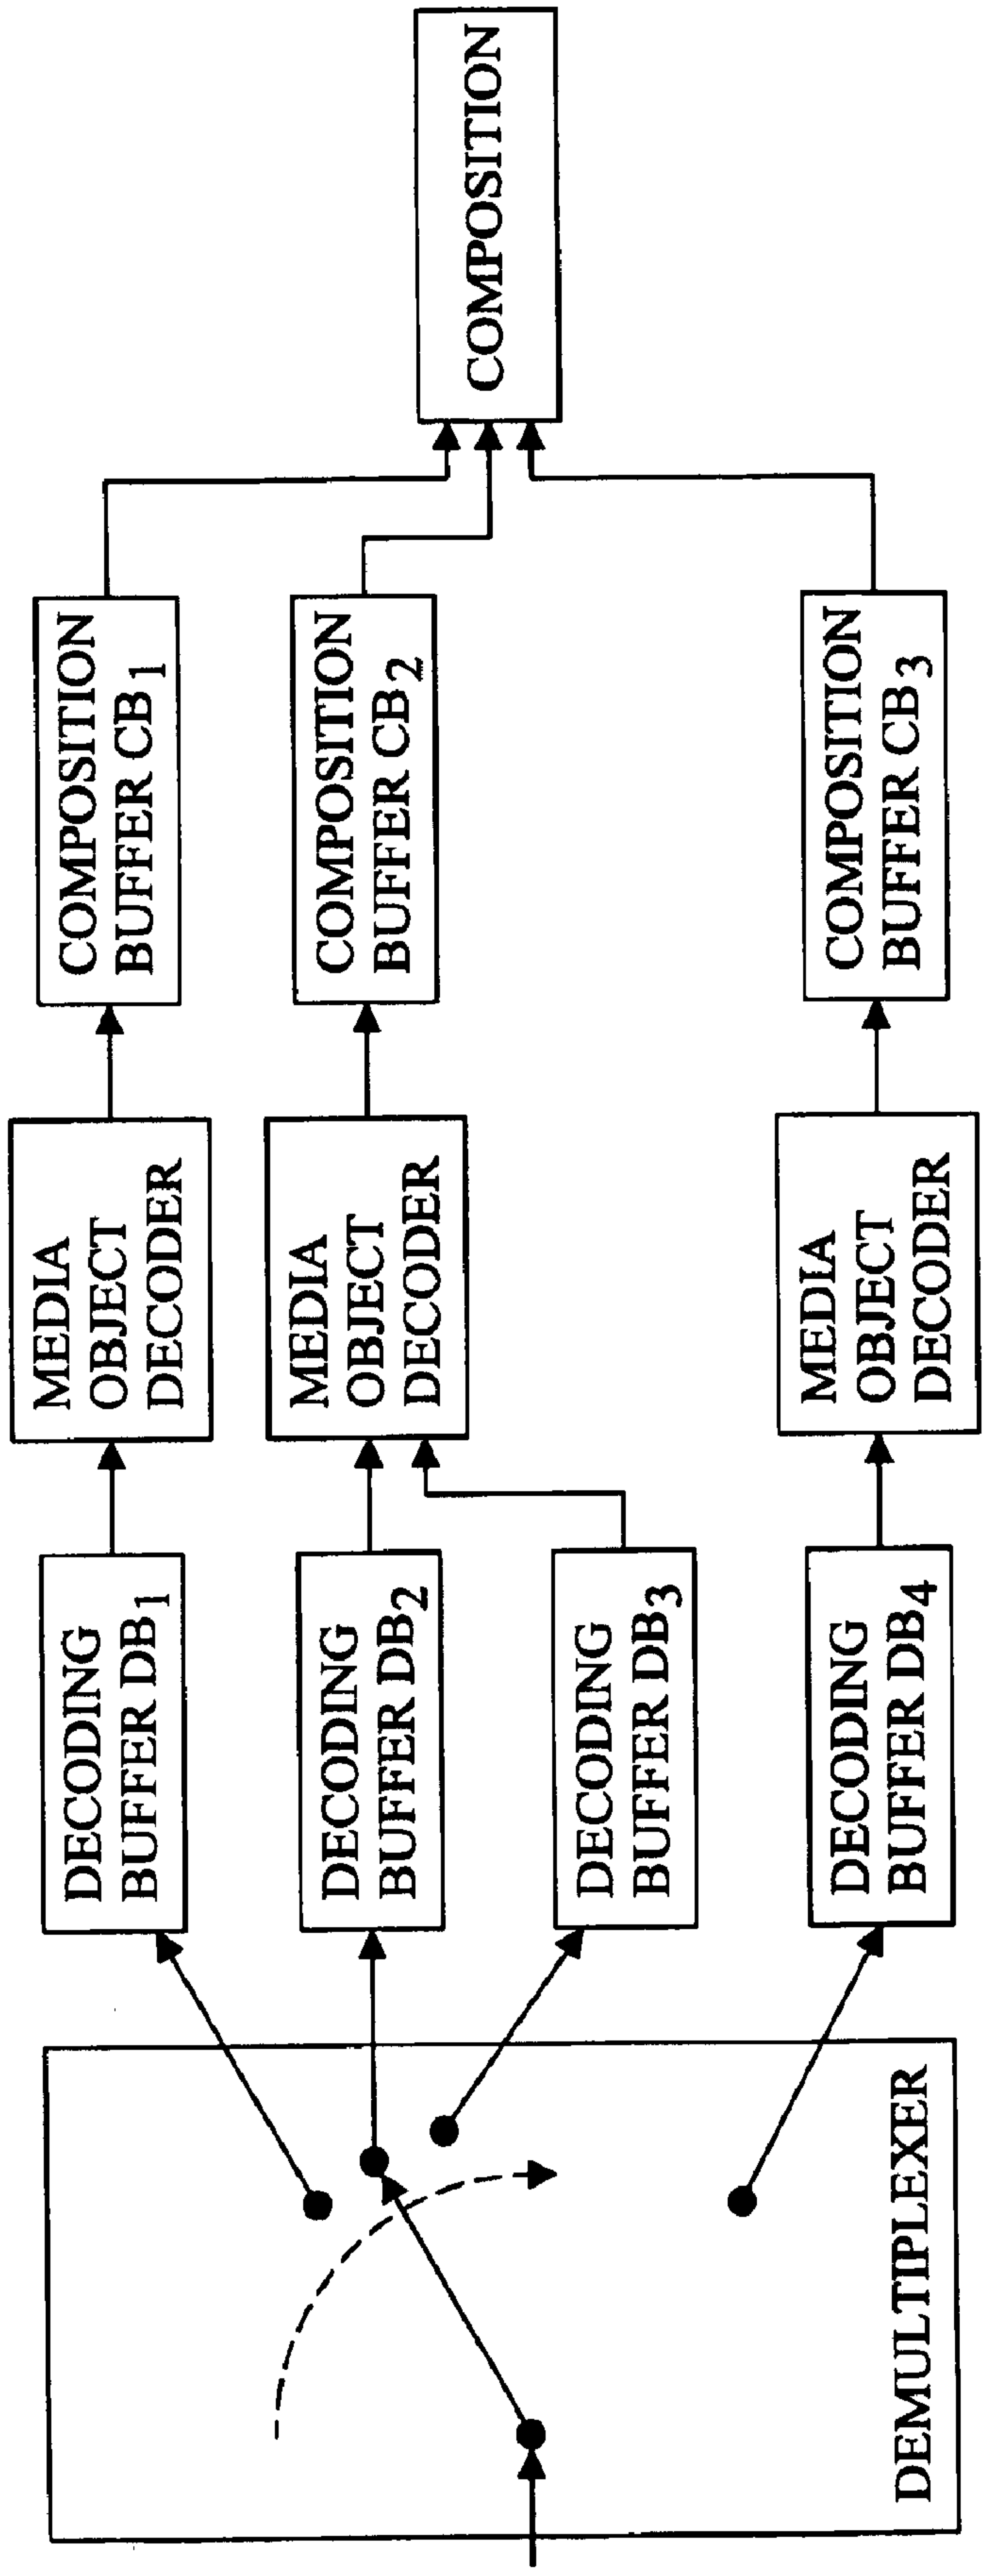 DEMULTIPLEXER
DECODING
BUFFER DB1
DECODING
BUFFER DB2
DECODING
BUFFER DB3
DECODING
BUFFER DB4
MEDIA
OBJECT
DECODER
MEDIA
OBJECT
DECODER
MEDIA
OBJECT
DECODER
COMPOSITION
BUFFER CB1
COMPOSITION
BUFFER CB2
COMPOSITION
BUFFER CB3
COMPOSITION